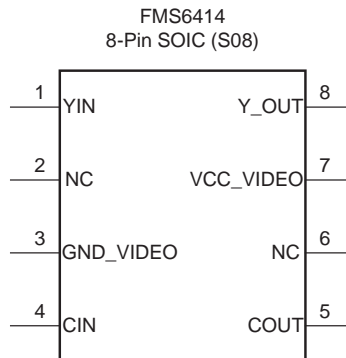 FMS6414
8-Pin SOIC (S08)
1 YIN Y_OUT 8
2 NC VCC_VIDEO 7
3 GND_VIDEO NC 6
4 CIN COUT 5